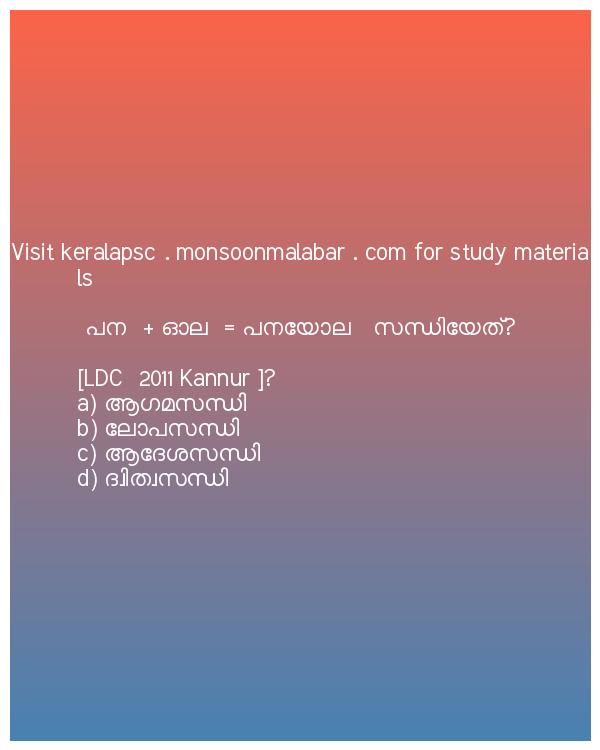 Visit keralapsc . monsoonmalabar . com for study materia
ls
പന + ഓല = പനയോല സന്ധിയേത്?
[LDC 2011 Kannur ]?
a) ആഗമസന്ധി
b) ലോപസന്ധി
c) ആദേശസന്ധി
d) ദ്വിത്വസന്ധി